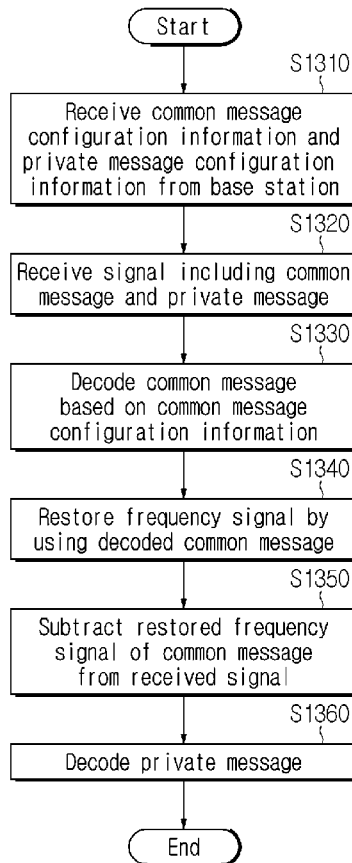 Start
S1310
Receive common message
configuration information and
private message configuration
information from base station
S1320
Receive signal including common
message and private message
S1330
Decode common message
based on common message
configuration information
S1340
Restore frequency signal by
using decoded common message
S1350
Subtract restored frequency
signal of common message
from received signal
S1360
Decode private message
End